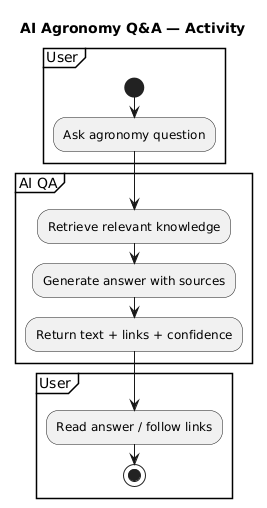 AI Agronomy Q&A — Activity
User
Ask agronomy question
AI QA
Retrieve relevant knowledge
Generate answer with sources
Return text + links + confidence
User
Read answer / follow links